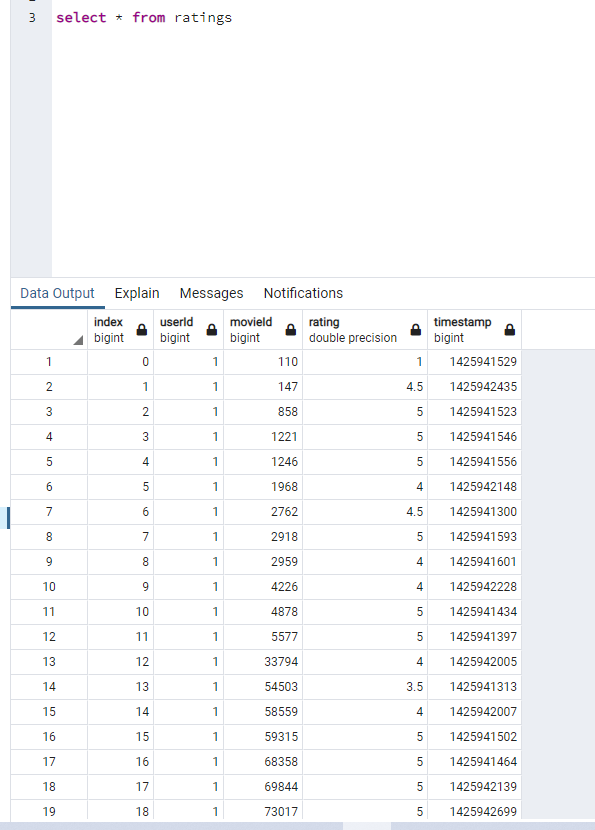 3 select * from ratings
Data Output Explain Messages Notifications
index userId movieId rating timestamp
bigint bigint bigint double precision bigint
1 0 1 110 1 1425941529
2 1 1 147 4.5 1425942435
3 2 1 858 5 1425941523
4 3 1 1221 5 1425941546
5 4 1 1246 5 1425941556
6 5 1 1968 4 1425942148
7 6 1 2762 4.5 1425941300
8 7 1 2918 5 1425941593
9 8 1 2959 4 1425941601
10 9 1 4226 4 1425942228
11 10 1 4878 5 1425941434
12 11 1 5577 5 1425941397
13 12 1 33794 4 1425942005
14 13 1 54503 3.5 1425941313
15 14 1 58559 4 1425942007
16 15 1 59315 5 1425941502
17 16 1 68358 5 1425941464
18 17 1 69844 5 1425942139
19 18 1 73017 5 1425942699